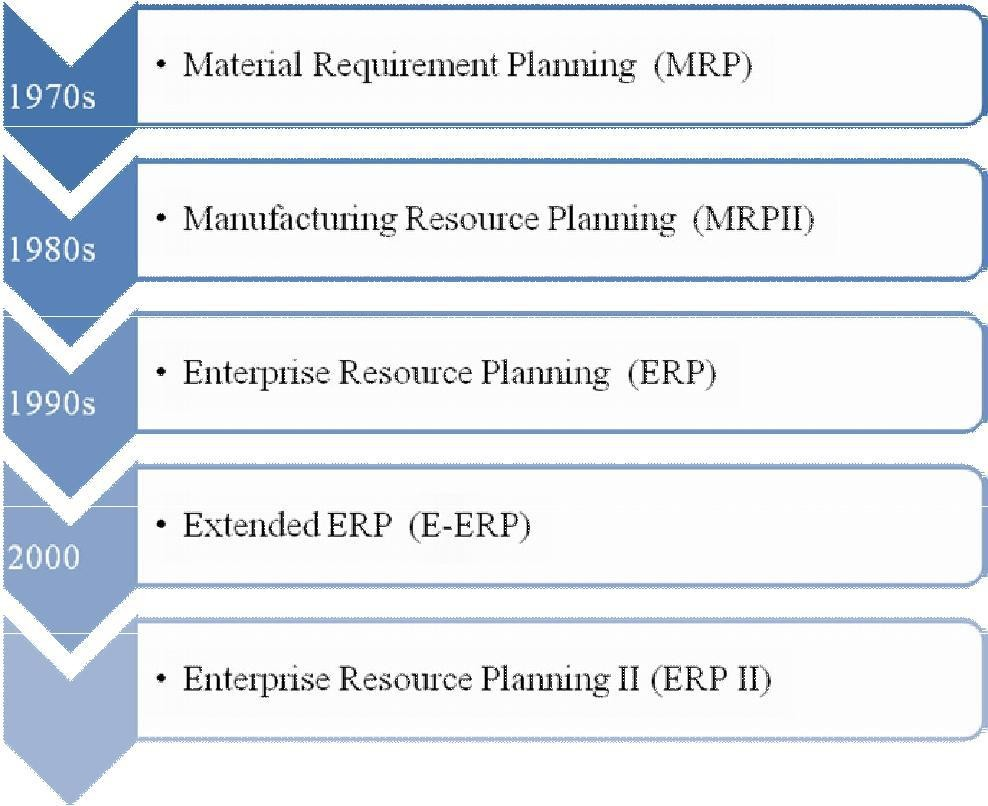 1970s
• Material Requirement Planning (MRP)
1980s
• Manufacturing Resource Planning (MRPII)
1990s
• Enterprise Resource Planning (ERP)
2000
• Extended ERP (E-ERP)
• Enterprise Resource Planning II (ERP II)